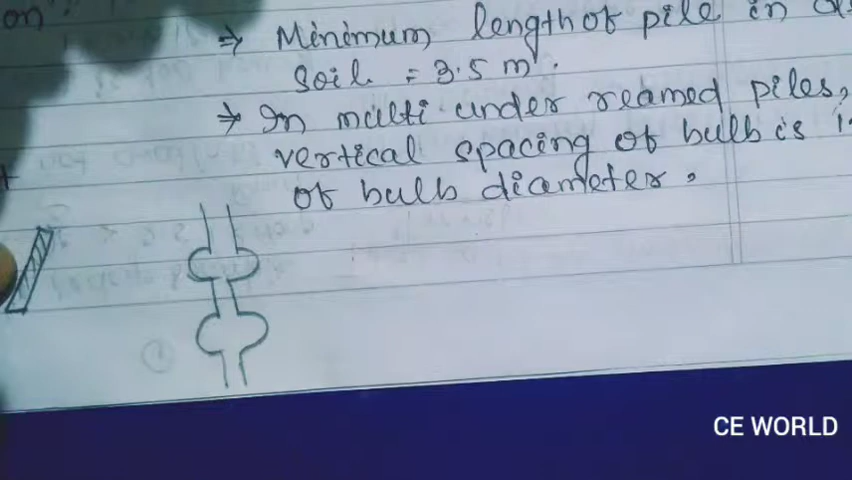 on
⇒ Minimum length of pile in
soil = 3.5 m.
⇒ In multi under reamed piles,
vertical spacing of bulb is
of bulb diameter,
CE WORLD